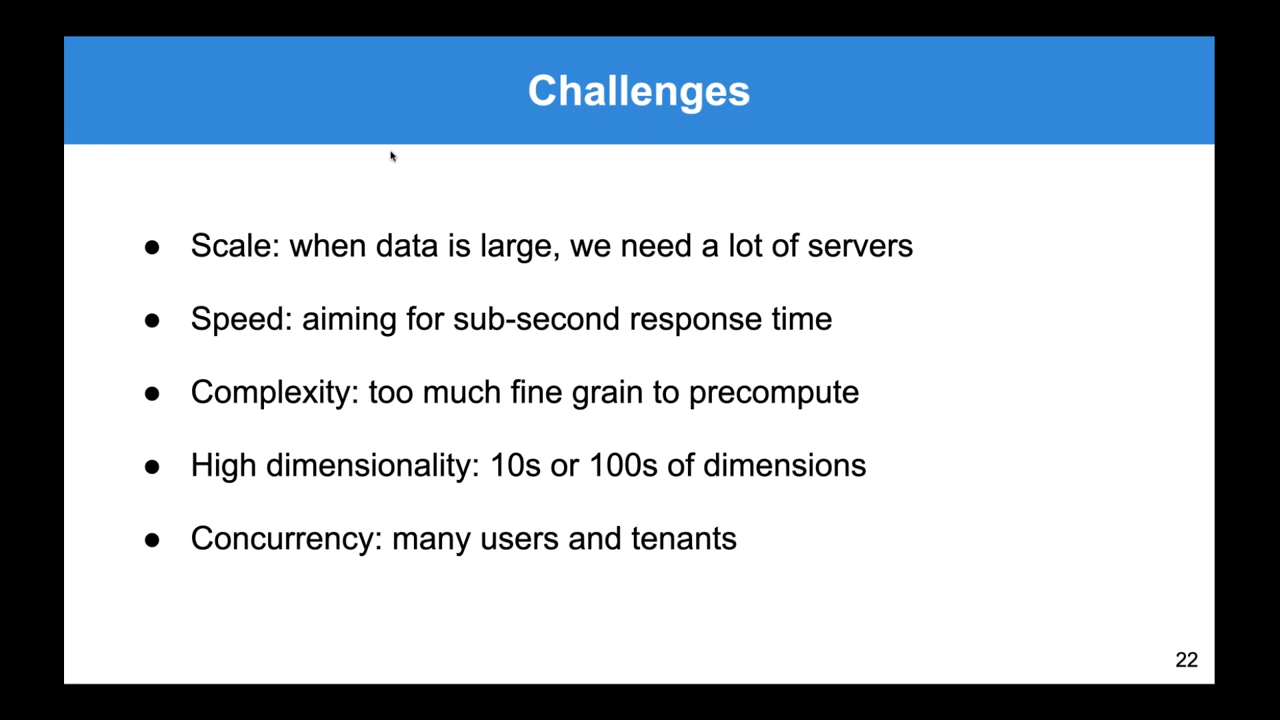 Challenges
● Scale: when data is large, we need a lot of servers
● Speed: aiming for sub-second response time
● Complexity: too much fine grain to precompute
● High dimensionality: 10s or 100s of dimensions
● Concurrency: many users and tenants
22